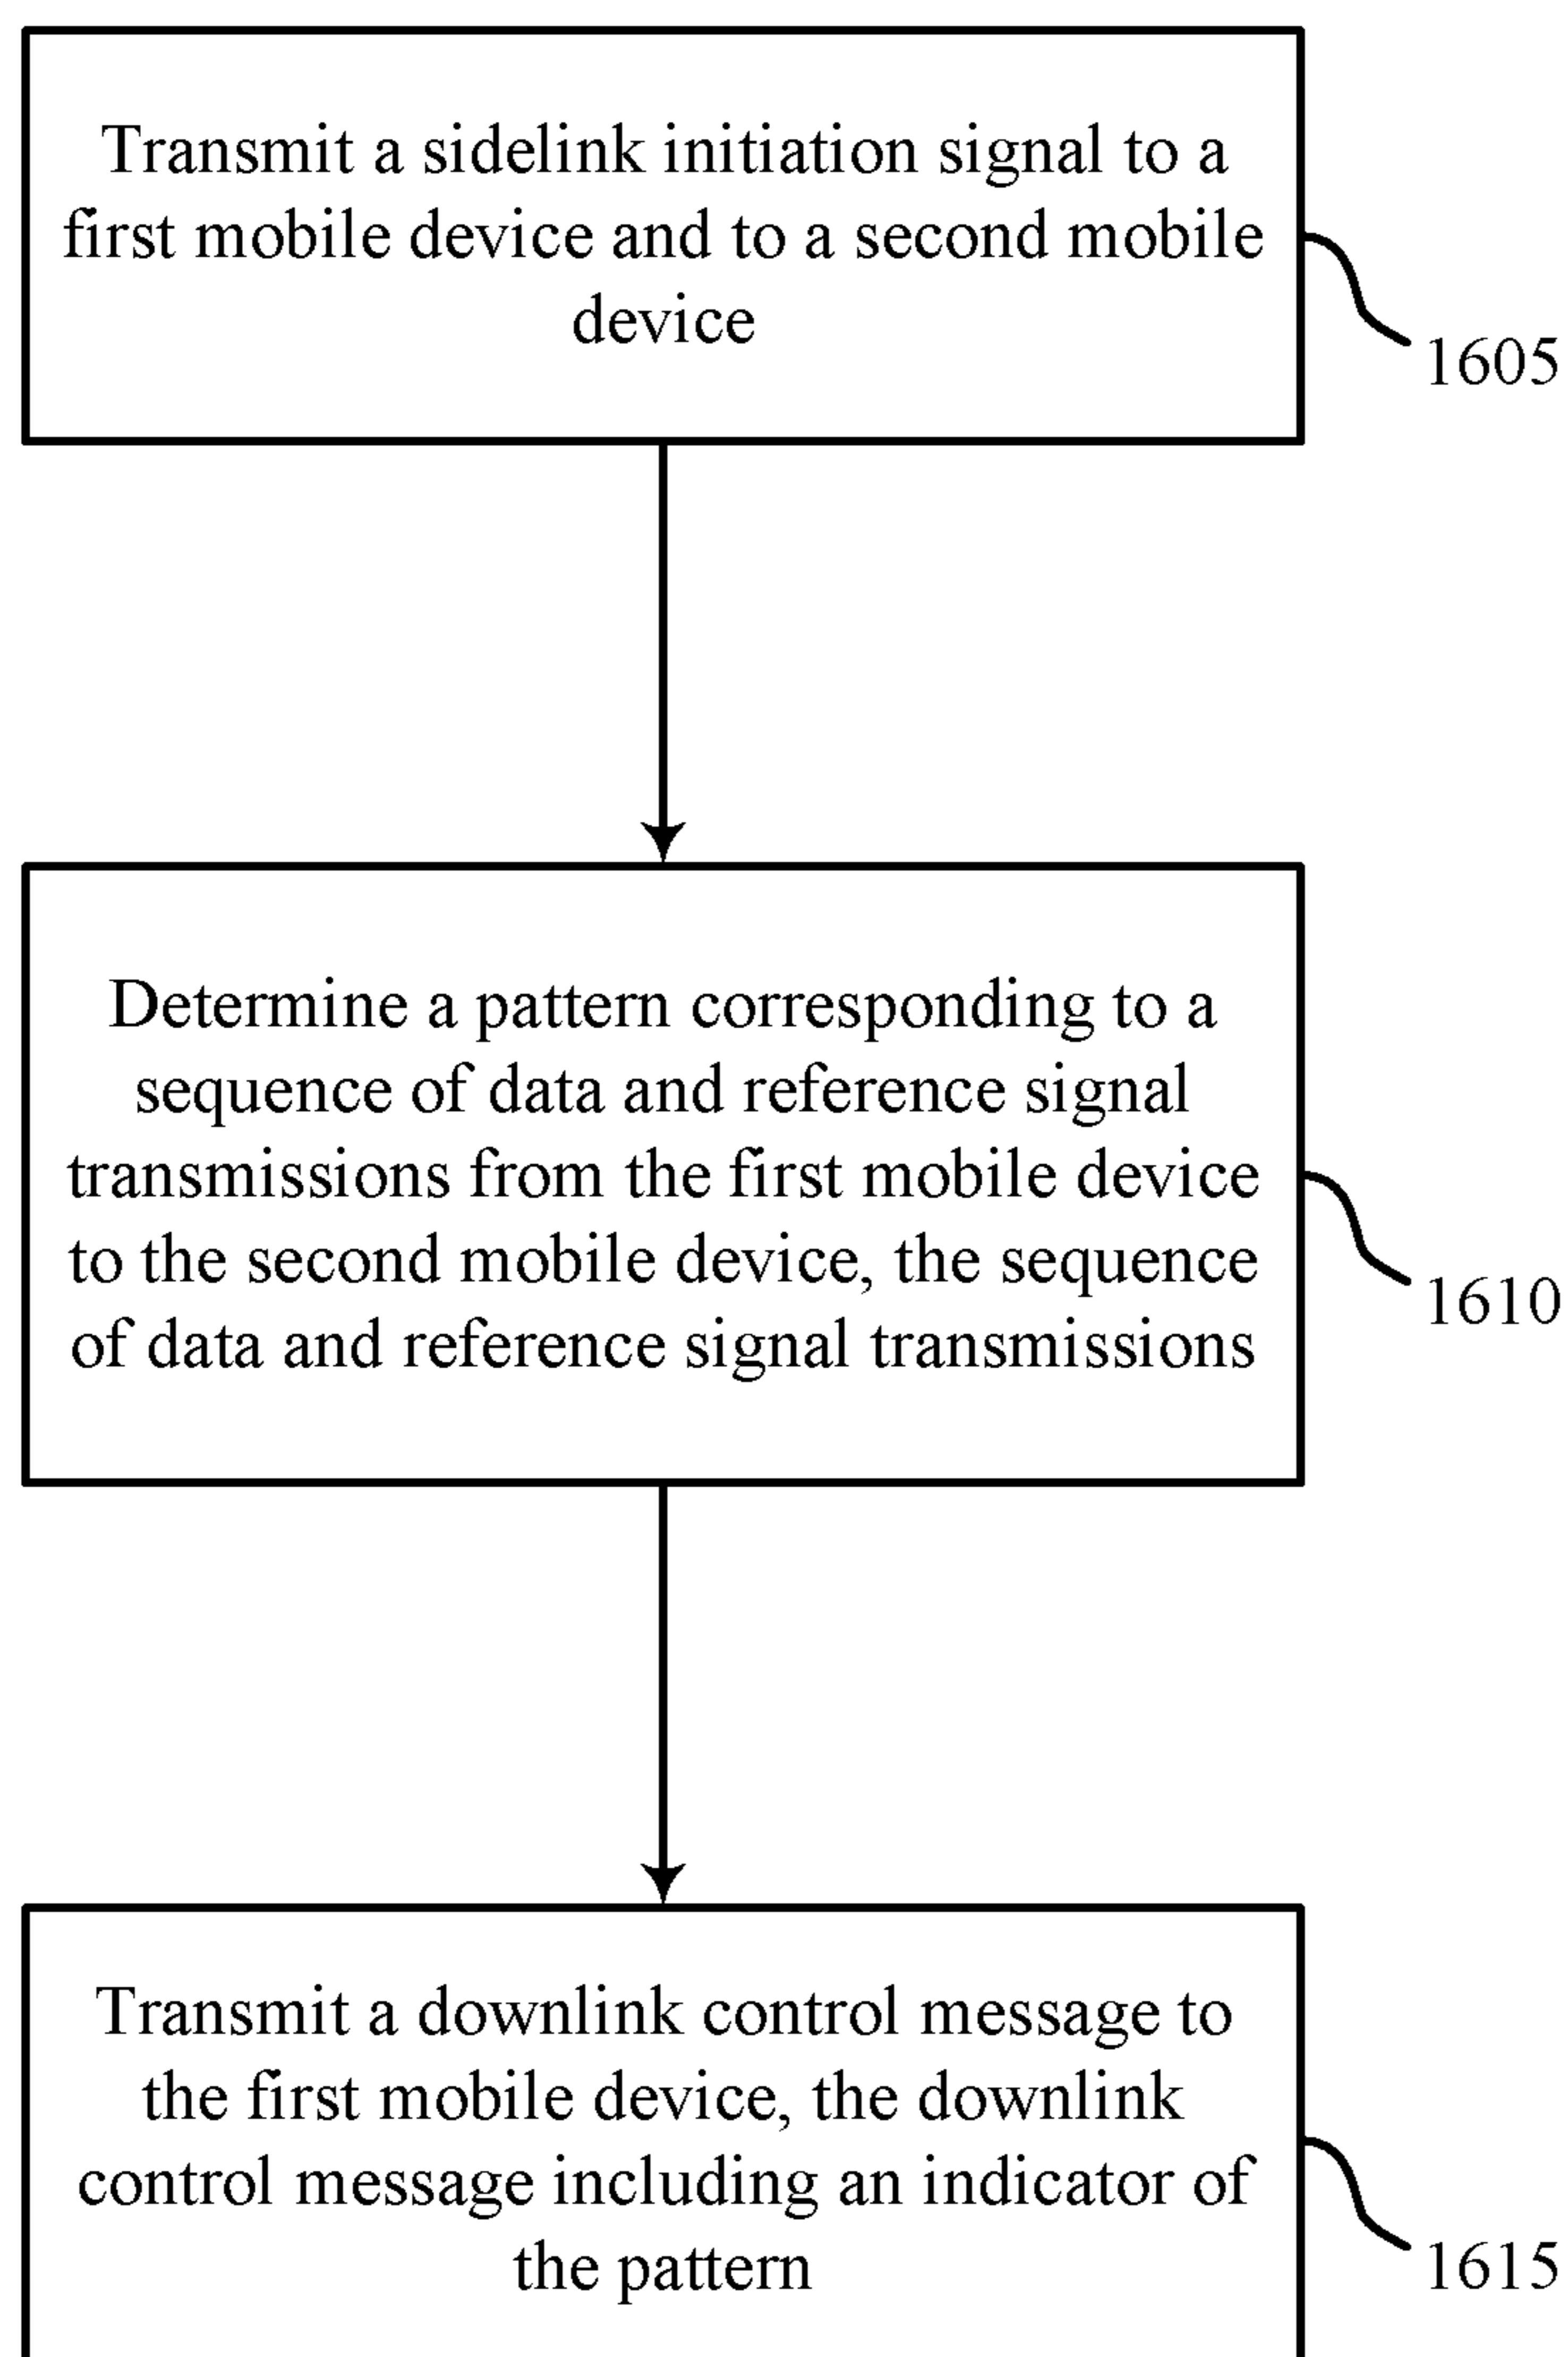 Transmit a sidelink initiation signal to a
first mobile device and to a second mobile
device
1605
Determine a pattern corresponding to a
sequence of data and reference signal
transmissions from the first mobile device
to the second mobile device, the sequence
of data and reference signal transmissions
1610
Transmit a downlink control message to
the first mobile device, the downlink
control message including an indicator of
the pattern
1615